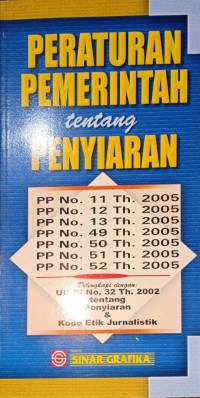 PERATURAN
PEMERINTAH
tentang
PENYIARAN
PP No. 11 Th. 2005
PP No. 12 Th. 2005
PP No. 13 Th. 2005
PP No. 49 Th. 2005
PP No. 50 Th. 2005
PP No. 51 Th. 2005
PP No. 52 Th. 2005
Dilengkapi dengan:
UU RI No. 32 Th. 2002
tentang
Penyiaran
&
Kode Etik Jurnalistik
SINAR GRAFIKA